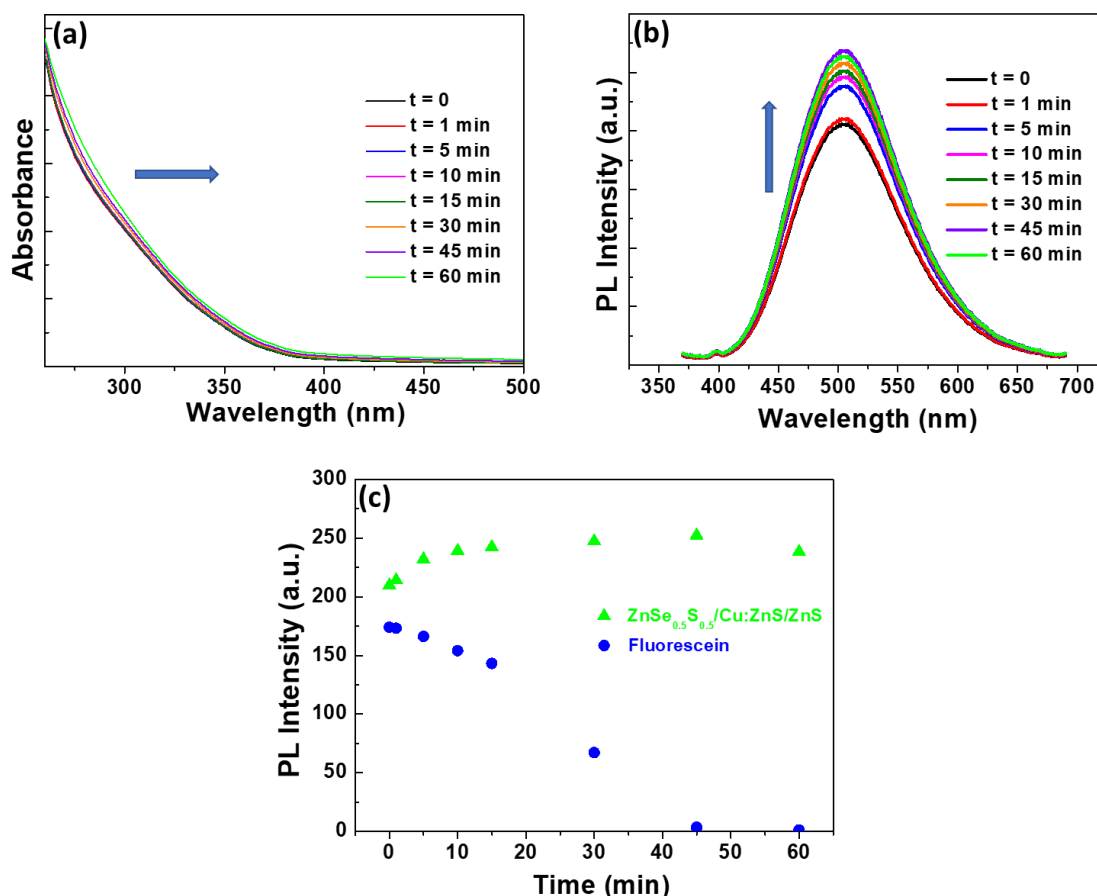 (a)
Absorbance
t = 0
t = 1 min
t = 5 min
t = 10 min
t = 15 min
t = 30 min
t = 45 min
t = 60 min
300 350 400 450 500
Wavelength (nm)
(b)
PL Intensity (a.u.)
t = 0
t = 1 min
t = 5 min
t = 10 min
t = 15 min
t = 30 min
t = 45 min
t = 60 min
350 400 450 500 550 600 650 700
Wavelength (nm)
(c)
PL Intensity (a.u.)
300
250
200
150
100
50
0
ZnSe₀.₅S₀.₅/Cu:ZnS/ZnS
Fluorescein
0 10 20 30 40 50 60
Time (min)